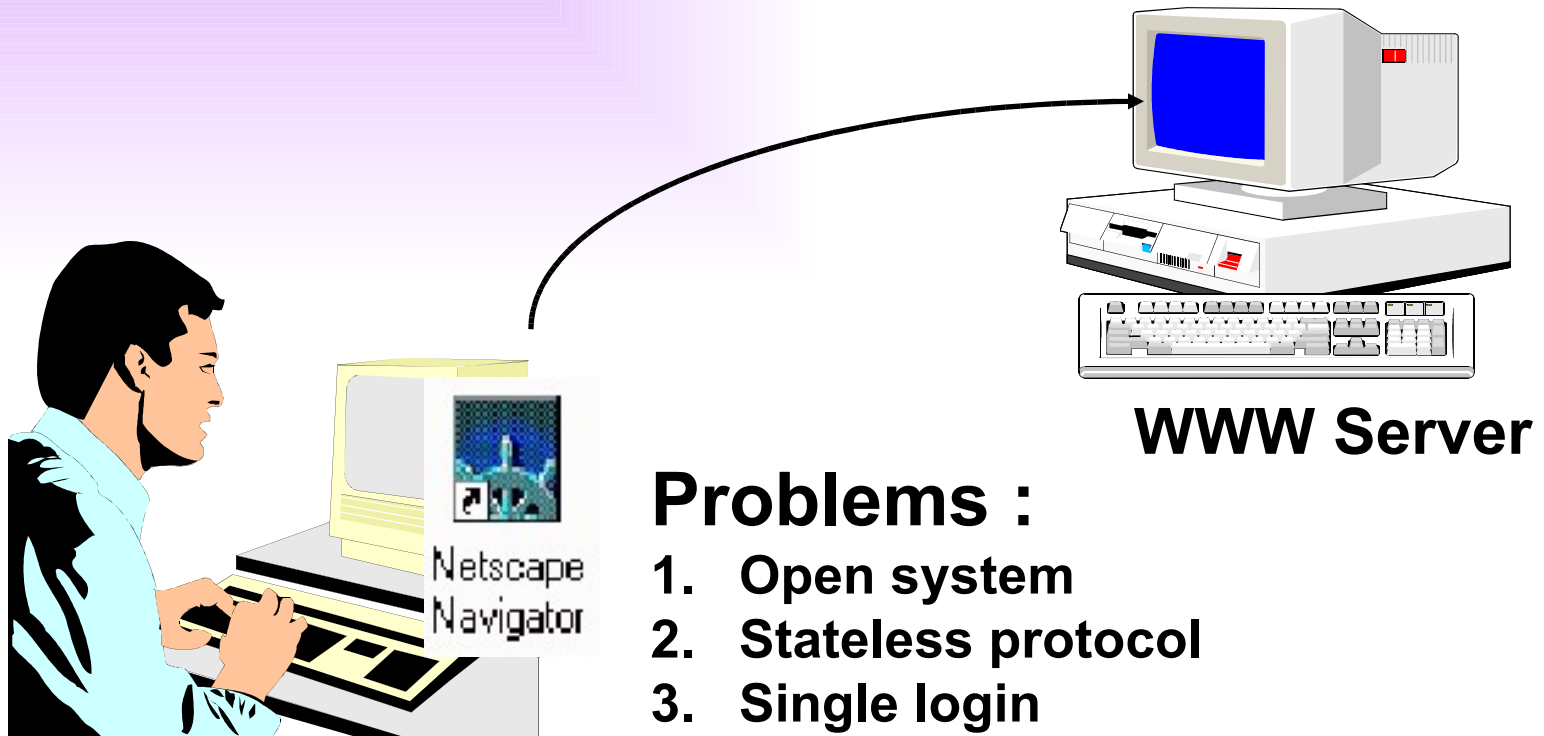 WWW Server
Netscape
Navigator
Problems :
1. Open system
2. Stateless protocol
3. Single login